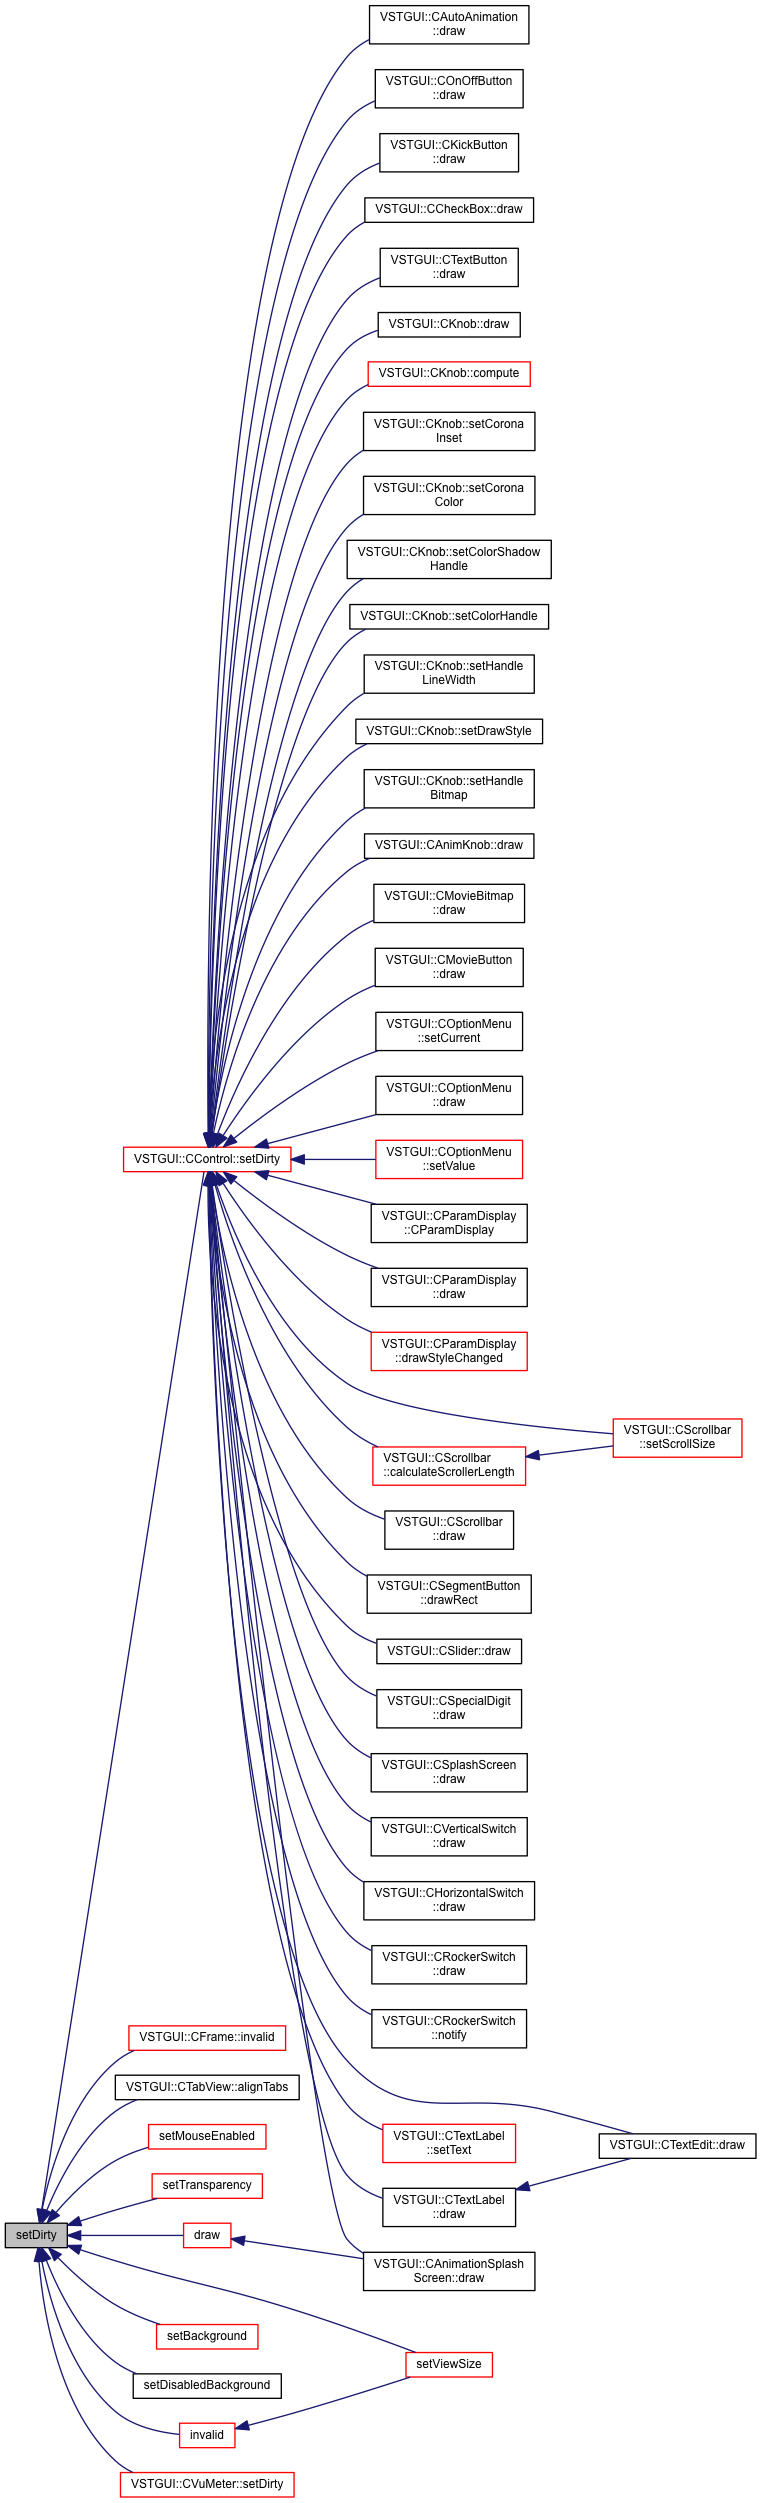 VSTGUI::CAutoAnimation
::draw
VSTGUI::COnOffButton
::draw
VSTGUI::CKickButton
::draw
VSTGUI::CCheckBox::draw
VSTGUI::CTextButton
::draw
VSTGUI::CKnob::draw
VSTGUI::CKnob::compute
VSTGUI::CKnob::setCorona
Inset
VSTGUI::CKnob::setCorona
Color
VSTGUI::CKnob::setColorShadow
Handle
VSTGUI::CKnob::setColorHandle
VSTGUI::CKnob::setHandle
LineWidth
VSTGUI::CKnob::setDrawStyle
VSTGUI::CKnob::setHandle
Bitmap
VSTGUI::CAnimKnob::draw
VSTGUI::CMovieBitmap
::draw
VSTGUI::CMovieButton
::draw
VSTGUI::COptionMenu
::setCurrent
VSTGUI::COptionMenu
::draw
VSTGUI::CControl::setDirty
VSTGUI::COptionMenu
::setValue
VSTGUI::CParamDisplay
::CParamDisplay
VSTGUI::CParamDisplay
::draw
VSTGUI::CParamDisplay
::drawStyleChanged
VSTGUI::CScrollbar
::setScrollSize
VSTGUI::CScrollbar
::calculateScrollerLength
VSTGUI::CScrollbar
::draw
VSTGUI::CSegmentButton
::drawRect
VSTGUI::CSlider::draw
VSTGUI::CSpecialDigit
::draw
VSTGUI::CSplashScreen
::draw
VSTGUI::CVerticalSwitch
::draw
VSTGUI::CHorizontalSwitch
::draw
VSTGUI::CRockerSwitch
::draw
VSTGUI::CRockerSwitch
::notify
VSTGUI::CFrame::invalid
VSTGUI::CTabView::alignTabs
setMouseEnabled
VSTGUI::CTextLabel
::setText
VSTGUI::CTextEdit::draw
setTransparency
VSTGUI::CTextLabel
::draw
setDirty
draw
VSTGUI::CAnimationSplash
Screen::draw
setBackground
setViewSize
setDisabledBackground
invalid
VSTGUI::CVuMeter::setDirty